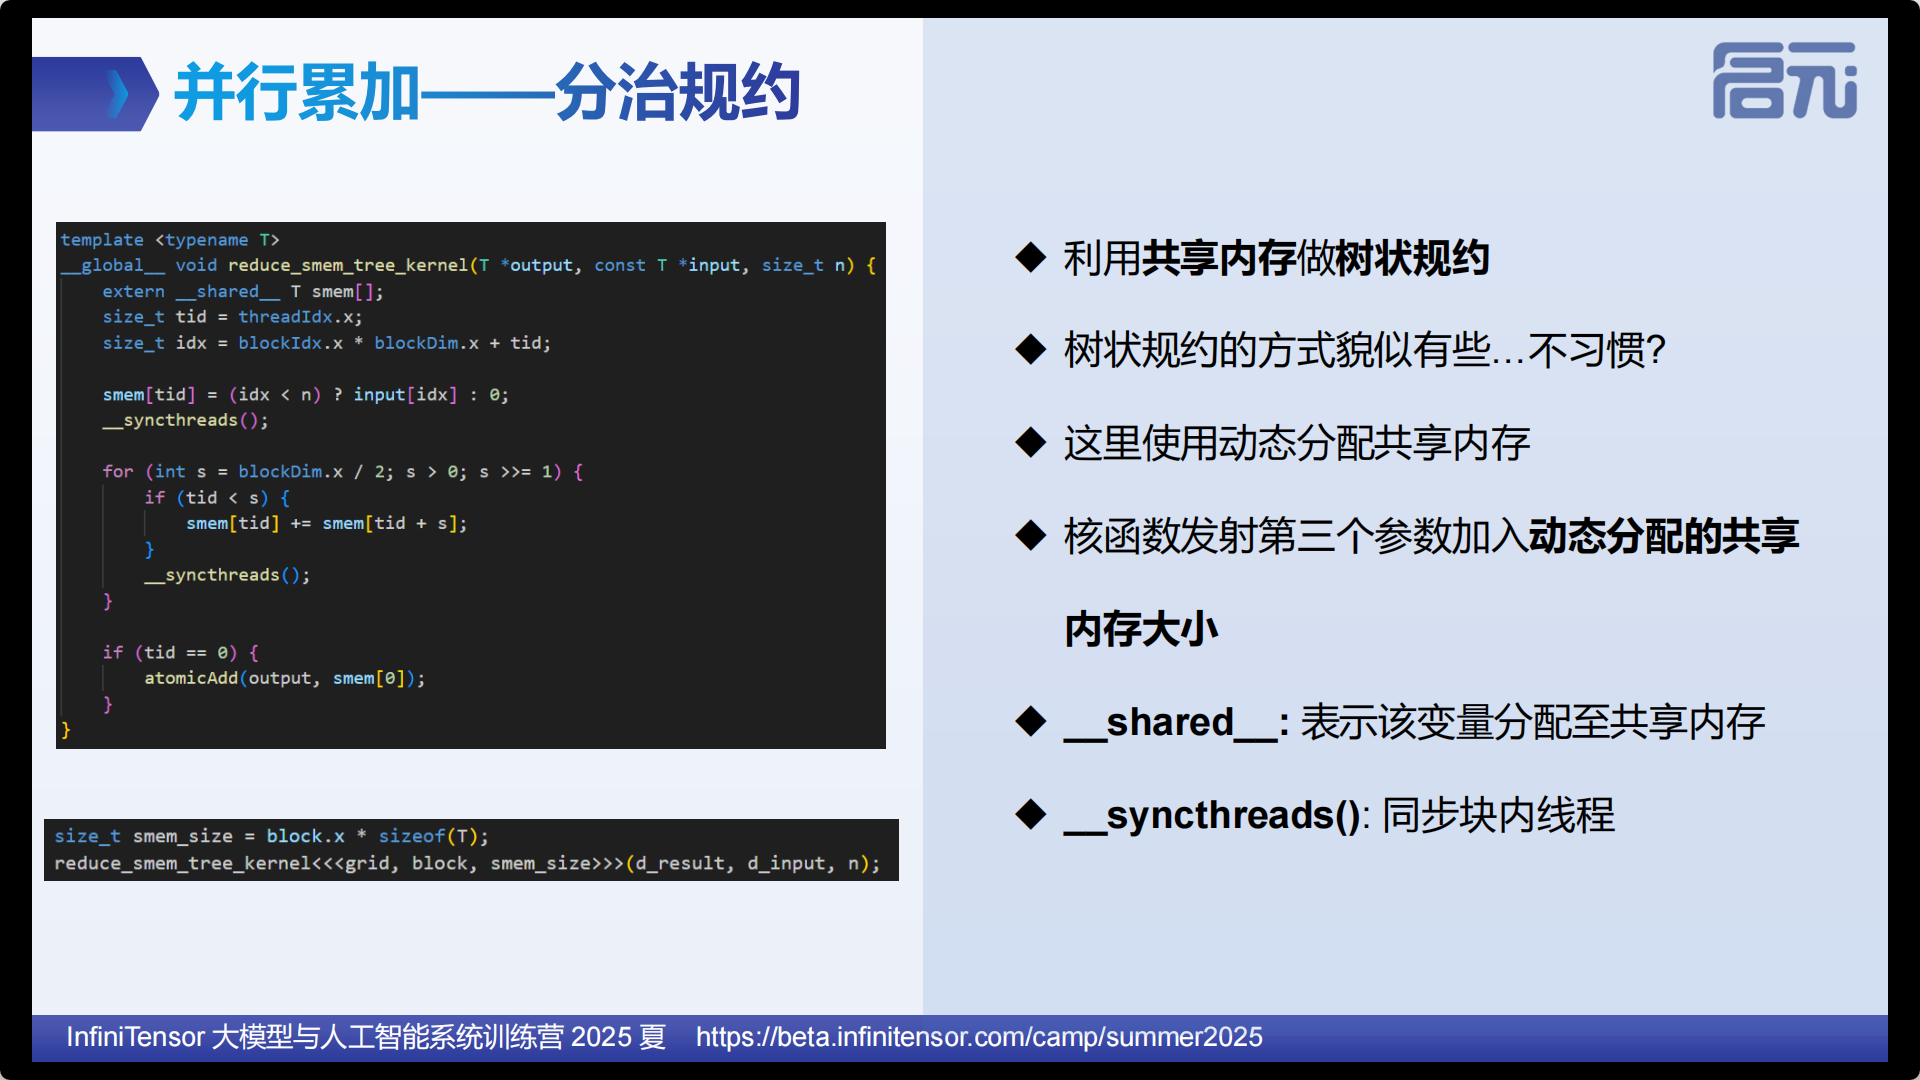 并行累加——分治规约
启元
template <typename T>
__global__ void reduce_smem_tree_kernel(T *output, const T *input, size_t n) {
    extern __shared__ T smem[];
    size_t tid = threadIdx.x;
    size_t idx = blockIdx.x * blockDim.x + tid;
    smem[tid] = (idx < n) ? input[idx] : 0;
    __syncthreads();
    for (int s = blockDim.x / 2; s > 0; s >>= 1) {
        if (tid < s) {
            smem[tid] += smem[tid + s];
        }
        __syncthreads();
    }
    if (tid == 0) {
        atomicAdd(output, smem[0]);
    }
}
size_t smem_size = block.x * sizeof(T);
reduce_smem_tree_kernel<<<grid, block, smem_size>>>(d_result, d_input, n);
◆ 利用共享内存做树状规约
◆ 树状规约的方式貌似有些…不习惯?
◆ 这里使用动态分配共享内存
◆ 核函数发射第三个参数加入动态分配的共享
内存大小
◆ __shared__: 表示该变量分配至共享内存
◆ __syncthreads(): 同步块内线程
InfiniTensor 大模型与人工智能系统训练营 2025 夏 https://beta.infinitensor.com/camp/summer2025